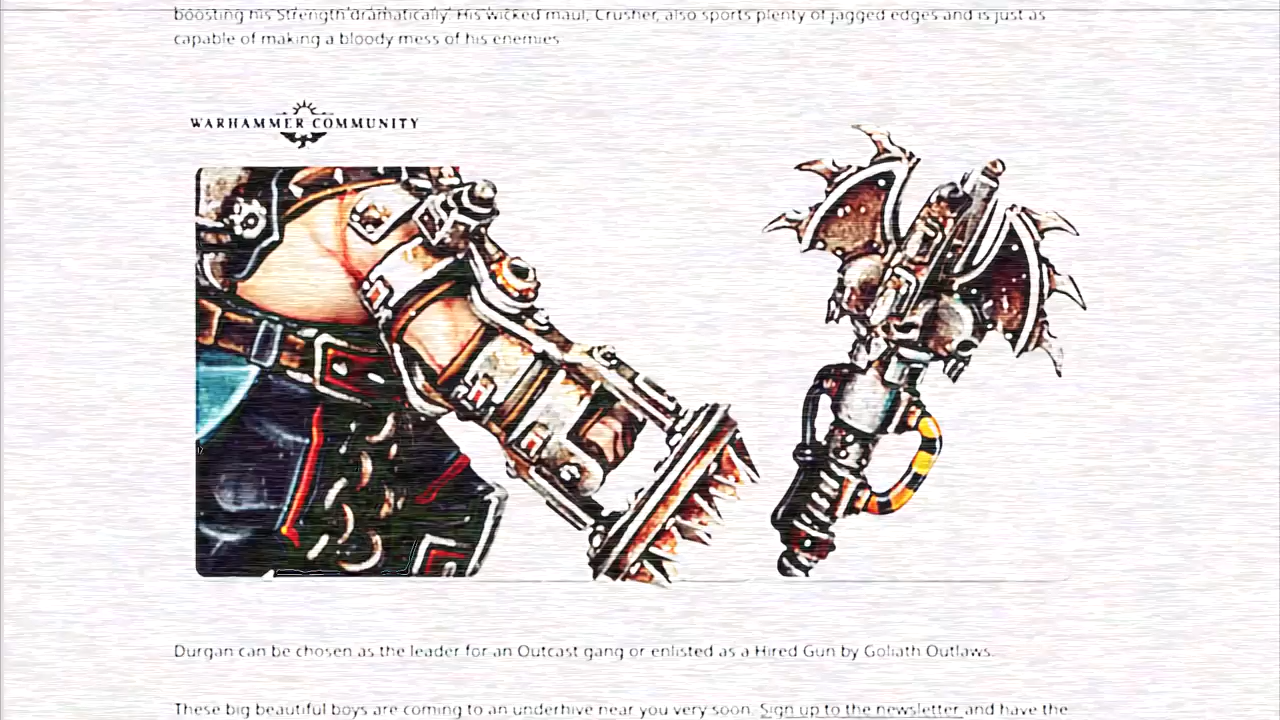 boosting his Strength dramatically. His wicked maul, Crusher, also sports plenty of jagged edges and is just as
capable of making a bloody mess of his enemies
WARHAMMER COMMUNITY
Durgan can be chosen as the leader for an Outcast gang or enlisted as a Hired Gun by Goliath Outlaws.
These big beautiful boys are coming to an underhive near you very soon. Sign up to the newsletter and have the